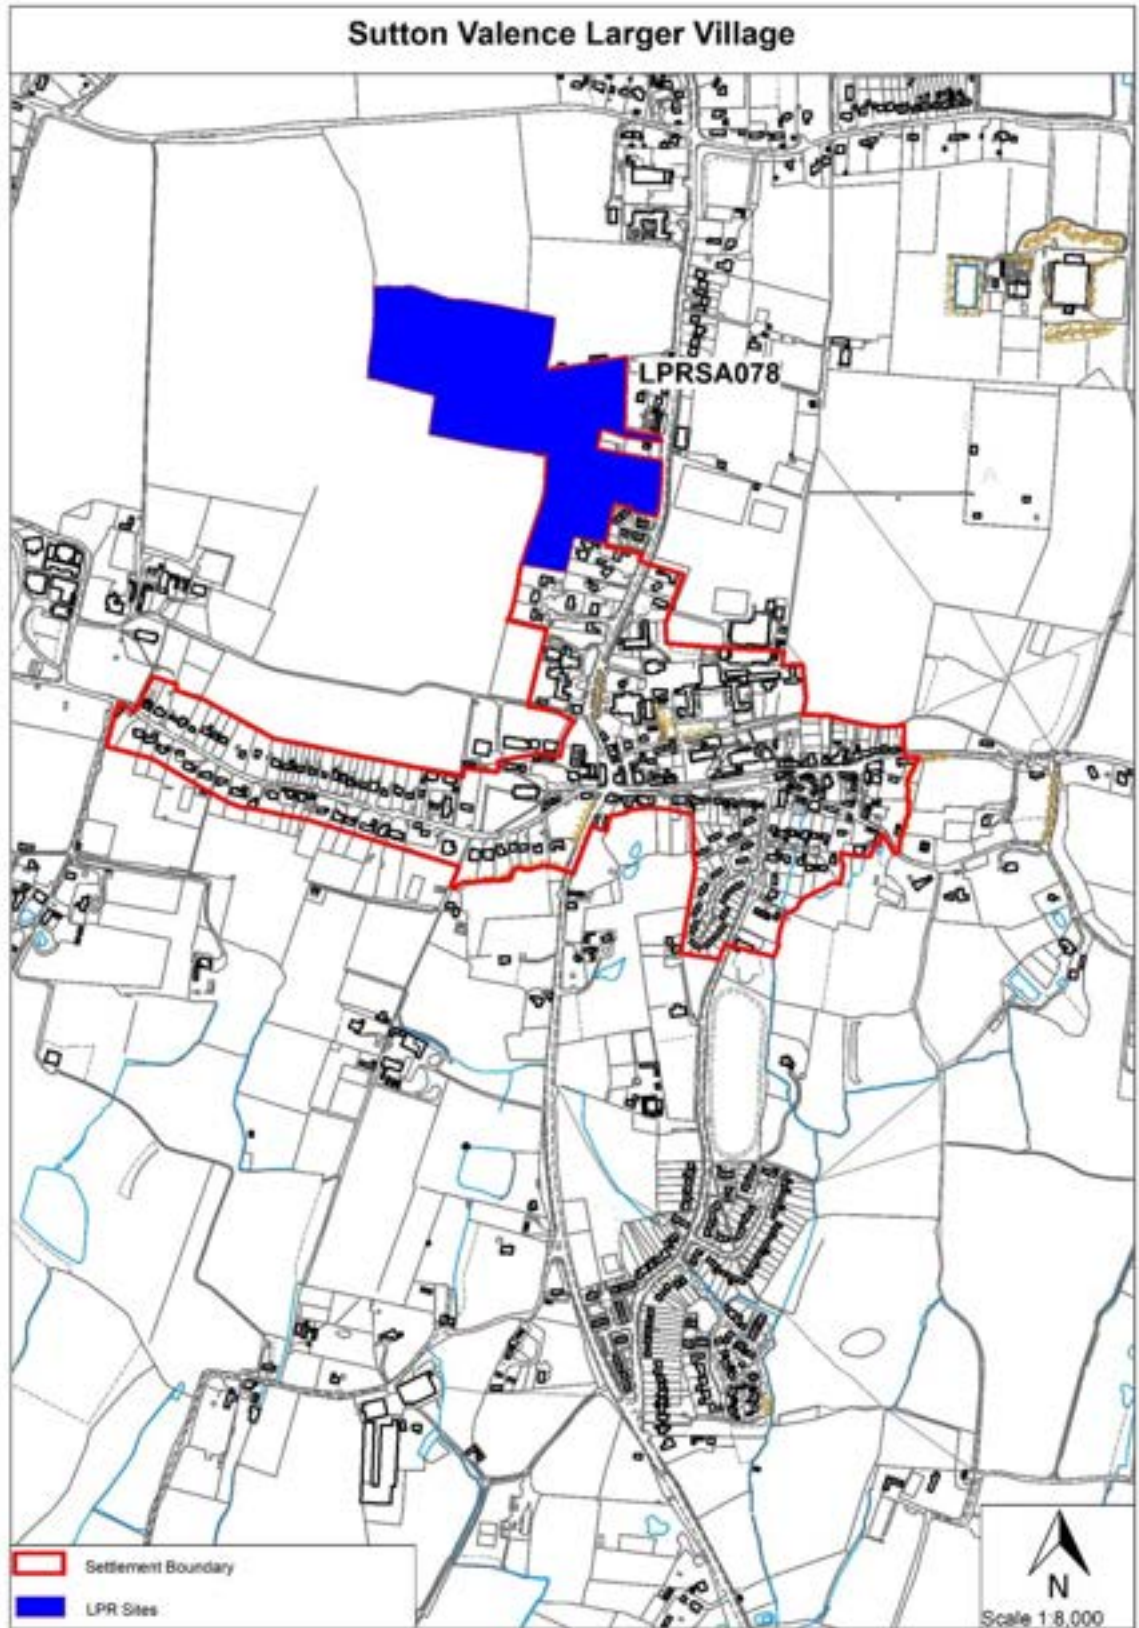 Sutton Valence Larger Village
LPRSA078
Settlement Boundary
LPR Sites
N
Scale 1:8,000